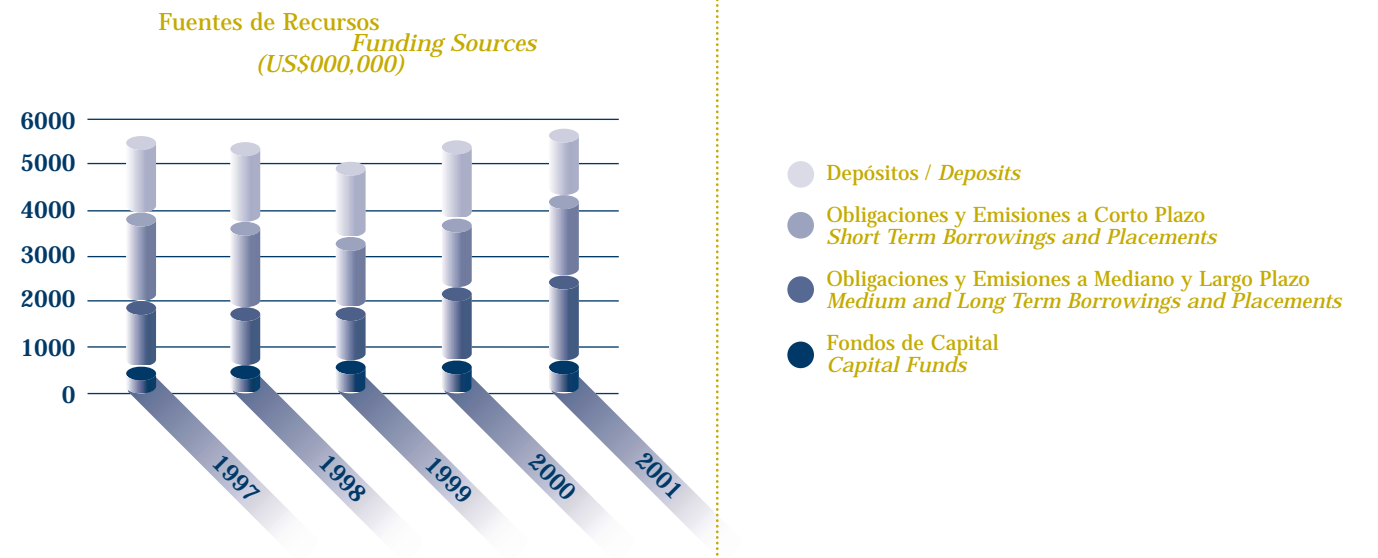 Fuentes de Recursos
Funding Sources
(US$000,000)
6000
5000
4000
3000
2000
1000
0
1997
1998
1999
2000
2001
Depósitos / Deposits
Obligaciones y Emisiones a Corto Plazo
Short Term Borrowings and Placements
Obligaciones y Emisiones a Mediano y Largo Plazo
Medium and Long Term Borrowings and Placements
Fondos de Capital
Capital Funds